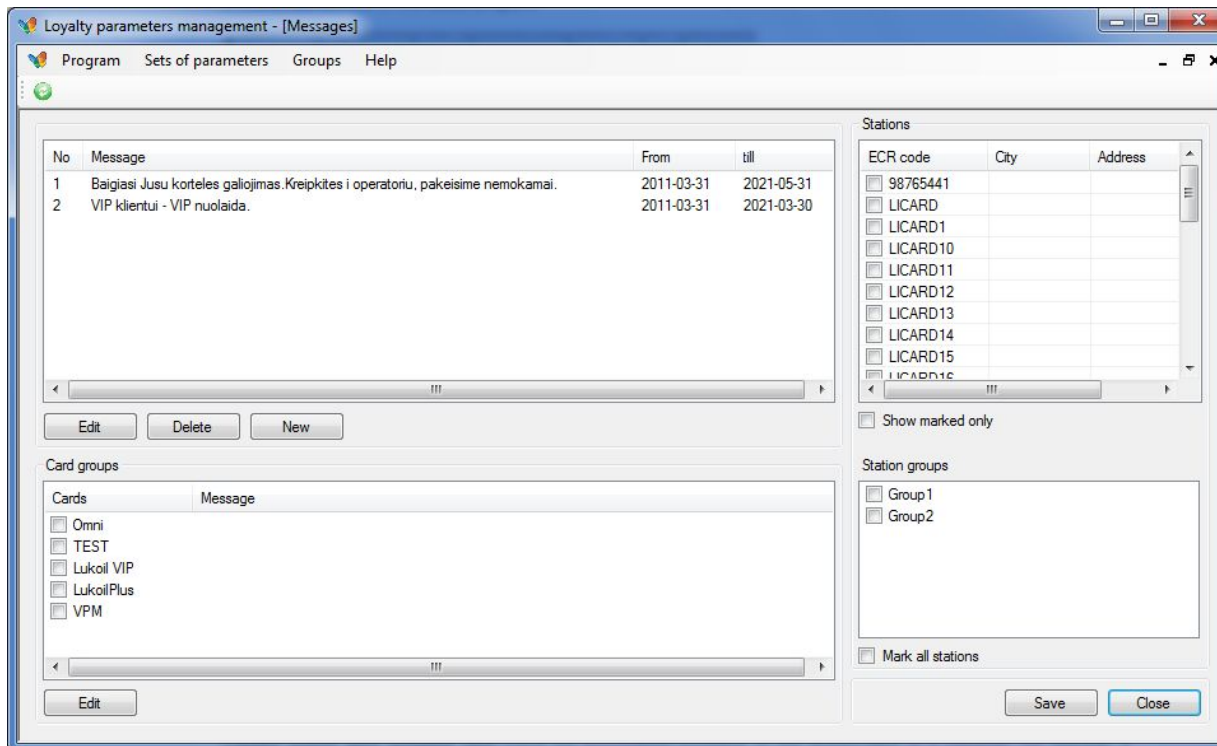 Loyalty parameters management - [Messages]
Program Sets of parameters Groups Help
No Message From till
1 Baigiasi Jusu korteles galiojimas.Kreipkites i operatoriu, pakeisime nemokamai. 2011-03-31 2021-05-31
2 VIP klientui - VIP nuolaida. 2011-03-31 2021-03-30
Edit Delete New
Card groups
Cards Message
Omni
TEST
Lukoil VIP
LukoilPlus
VPM
Edit
Stations
ECR code City Address
98765441
LICARD
LICARD1
LICARD10
LICARD11
LICARD12
LICARD13
LICARD14
LICARD15
LICARD16
Show marked only
Station groups
Group1
Group2
Mark all stations
Save Close